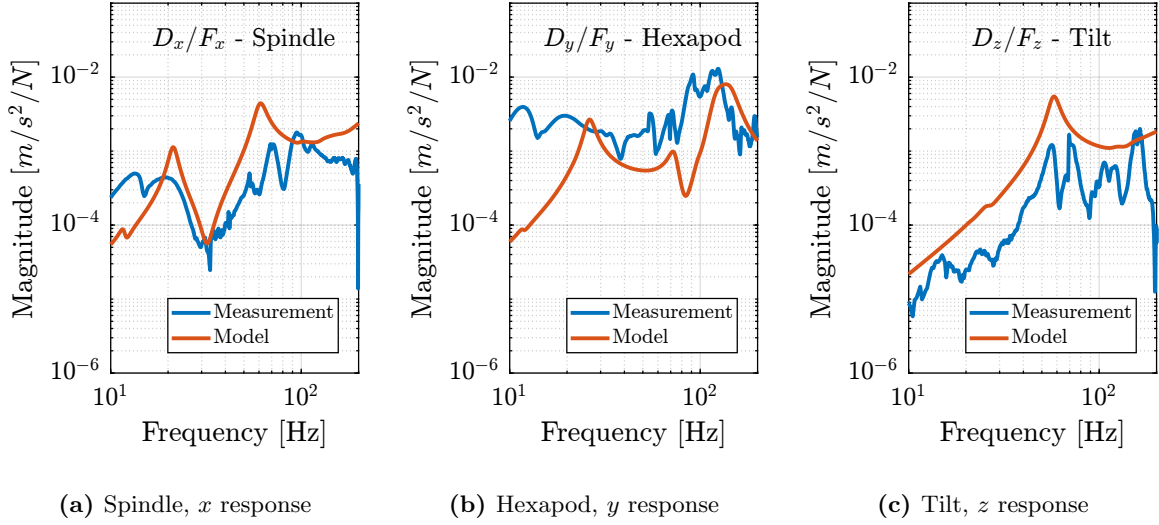 D_x/F_x - Spindle
Magnitude [m/s^2/N]
10^{-2}
10^{-4}
10^{-6}
Measurement
Model
10^1
10^2
Frequency [Hz]
(a) Spindle, x response
D_y/F_y - Hexapod
Magnitude [m/s^2/N]
10^{-2}
10^{-4}
10^{-6}
Measurement
Model
10^1
10^2
Frequency [Hz]
(b) Hexapod, y response
D_z/F_z - Tilt
Magnitude [m/s^2/N]
10^{-2}
10^{-4}
10^{-6}
Measurement
Model
10^1
10^2
Frequency [Hz]
(c) Tilt, z response